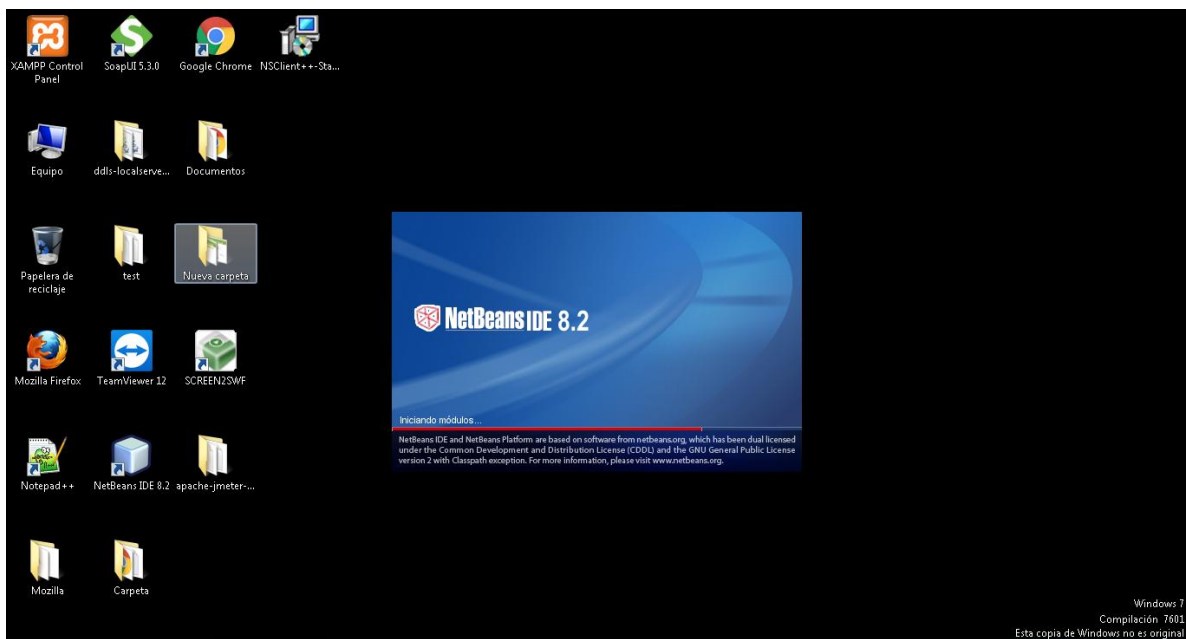 XAMPP Control
Panel
SoapUI 5.3.0
Google Chrome
NSClient++-Sta...
Equipo
ddls-localserve...
Documentos
Papelera de
reciclaje
test
Nueva carpeta
Mozilla Firefox
TeamViewer 12
SCREEN2SWF
Notepad++
NetBeans IDE 8.2
apache-jmeter-...
Mozilla
Carpeta
NetBeans IDE 8.2
Iniciando módulos...
NetBeans IDE and NetBeans Platform are based on software from netbeans.org, which has been dual licensed
under the Common Development and Distribution License (CDDL) and the GNU General Public License
version 2 with Classpath exception. For more information, please visit www.netbeans.org.
Windows 7
Compilación 7601
Esta copia de Windows no es original